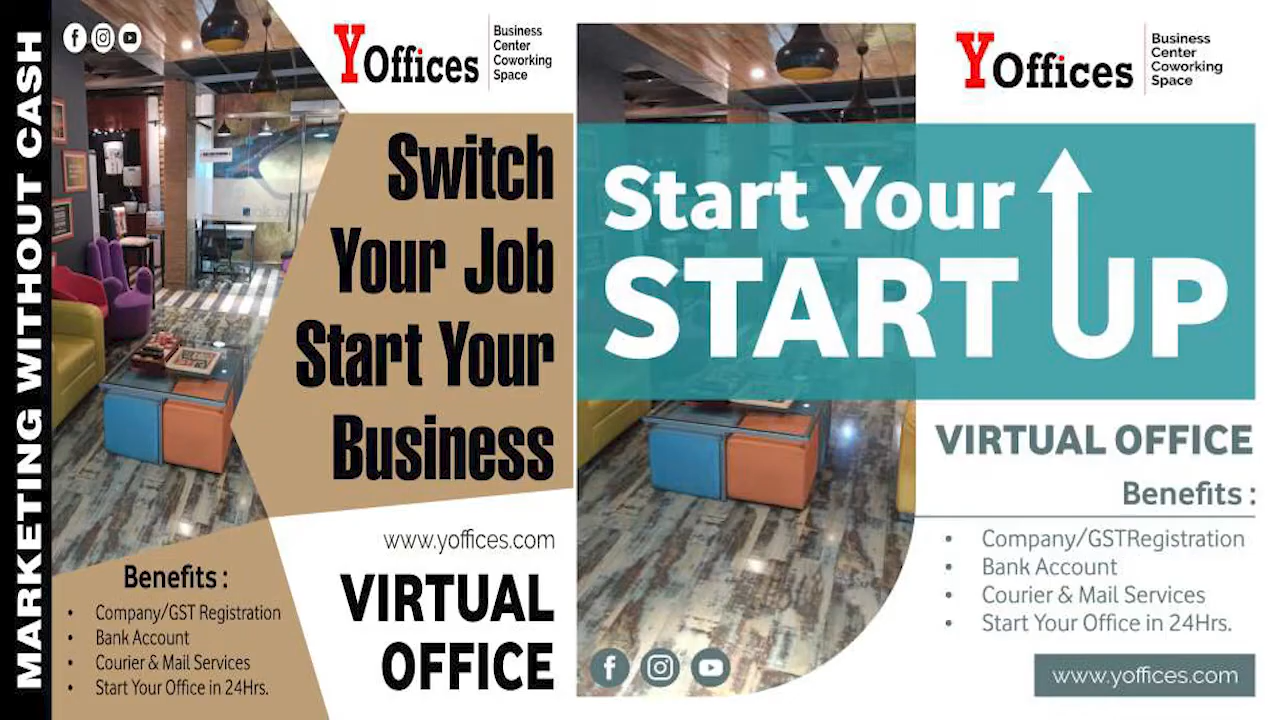 MARKETING WITHOUT CASH
YOffices
Business
Center
Coworking
Space
Switch
Your Job
Start Your
Business
www.yoffices.com
VIRTUAL
OFFICE
Benefits :
• Company/GST Registration
• Bank Account
• Courier & Mail Services
• Start Your Office in 24Hrs.
YOffices
Business
Center
Coworking
Space
Start Your
START UP
VIRTUAL OFFICE
Benefits :
• Company/GSTRegistration
• Bank Account
• Courier & Mail Services
• Start Your Office in 24Hrs.
www.yoffices.com